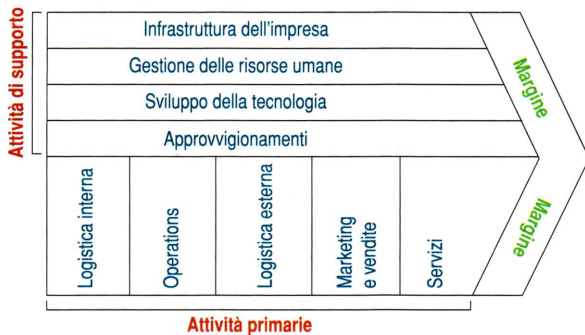 Attività di supporto
Infrastruttura dell'impresa
Gestione delle risorse umane
Sviluppo della tecnologia
Approvvigionamenti
Margine
Logistica interna
Operations
Logistica esterna
Marketing
e vendite
Servizi
Margine
Attività primarie